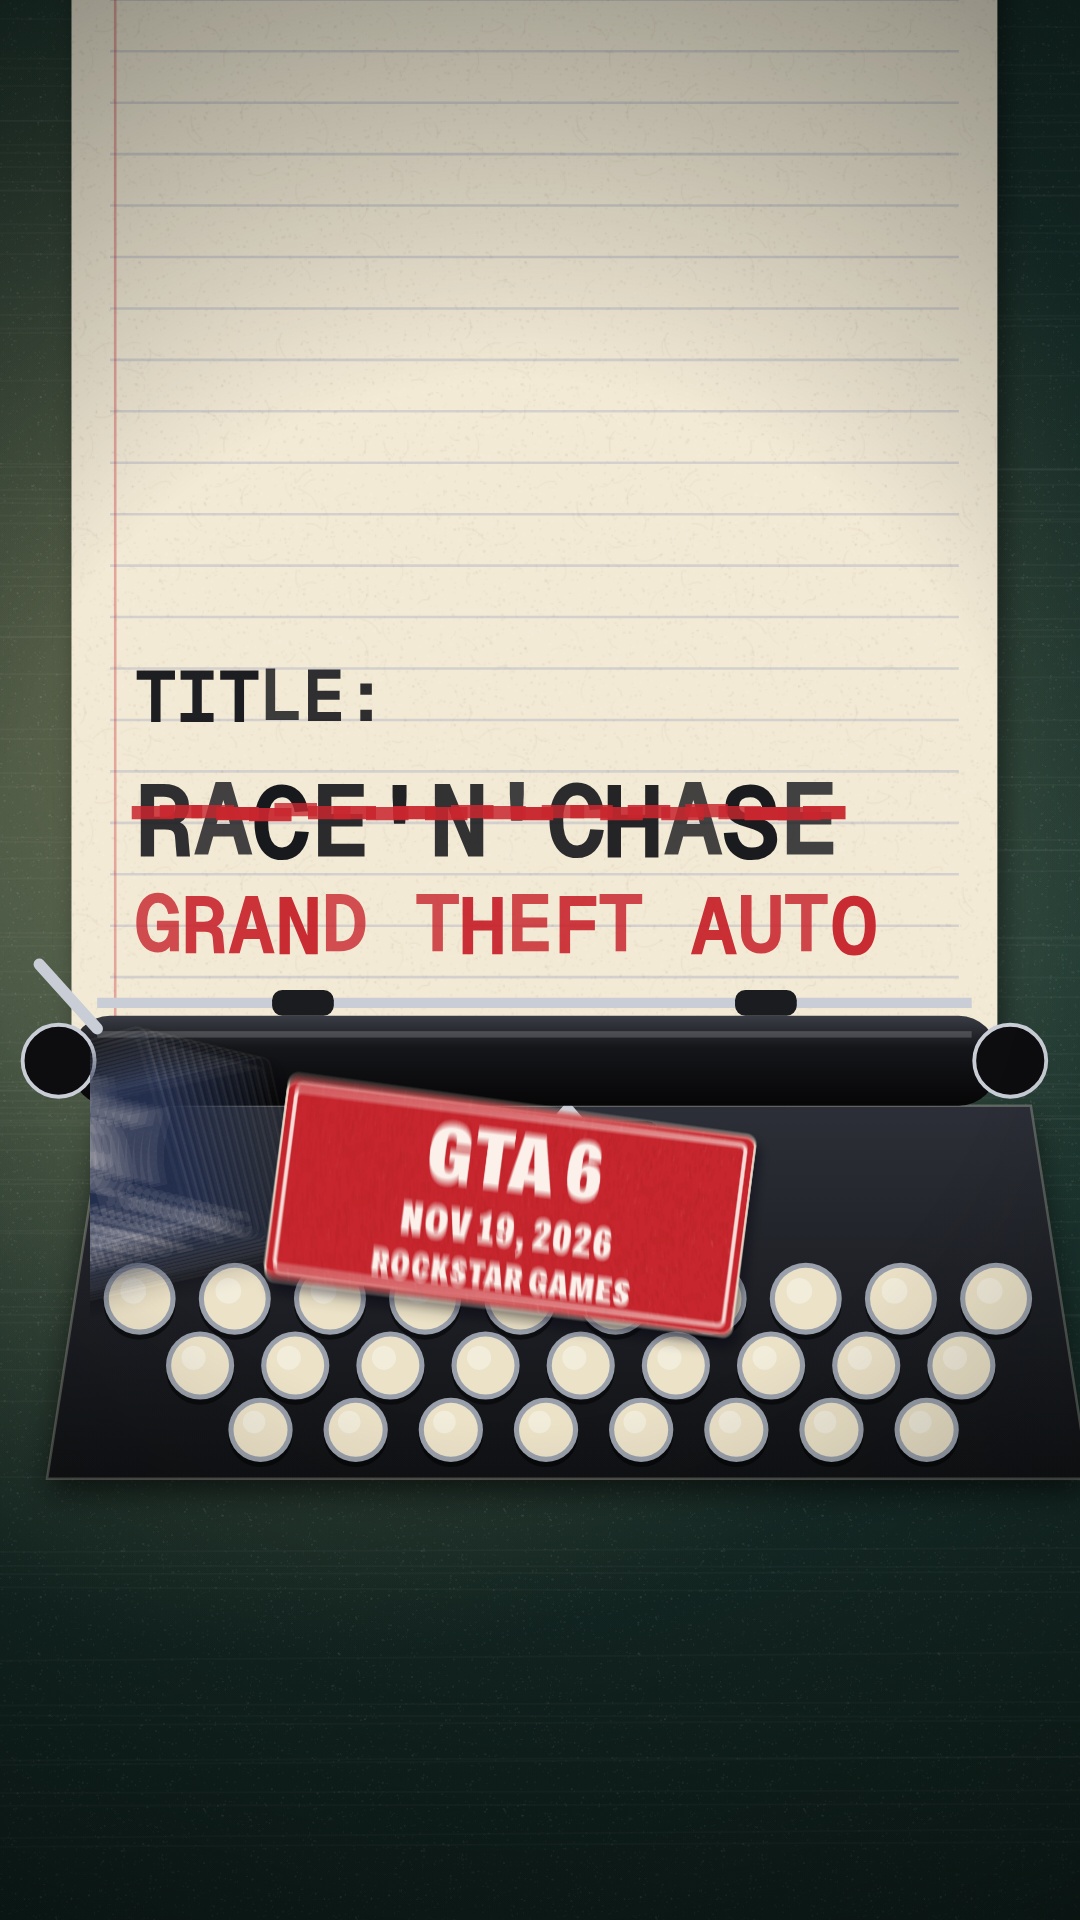 TITLE:
RACE'N'CHASE
GRAND THEFT AUTO
GTA 6
NOV 19, 2026
ROCKSTAR GAMES